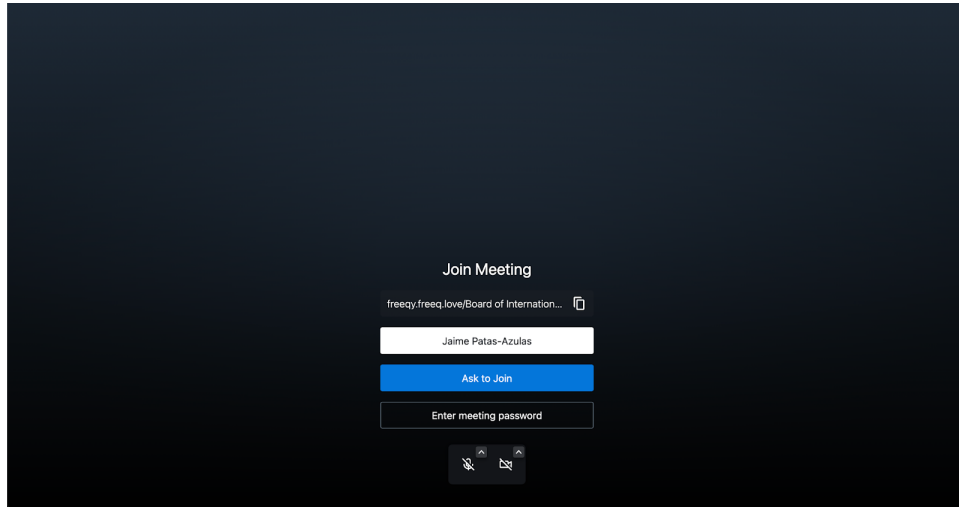 Join Meeting
freeqy.freeq.love/Board of Internation...
Jaime Patas-Azulas
Ask to Join
Enter meeting password